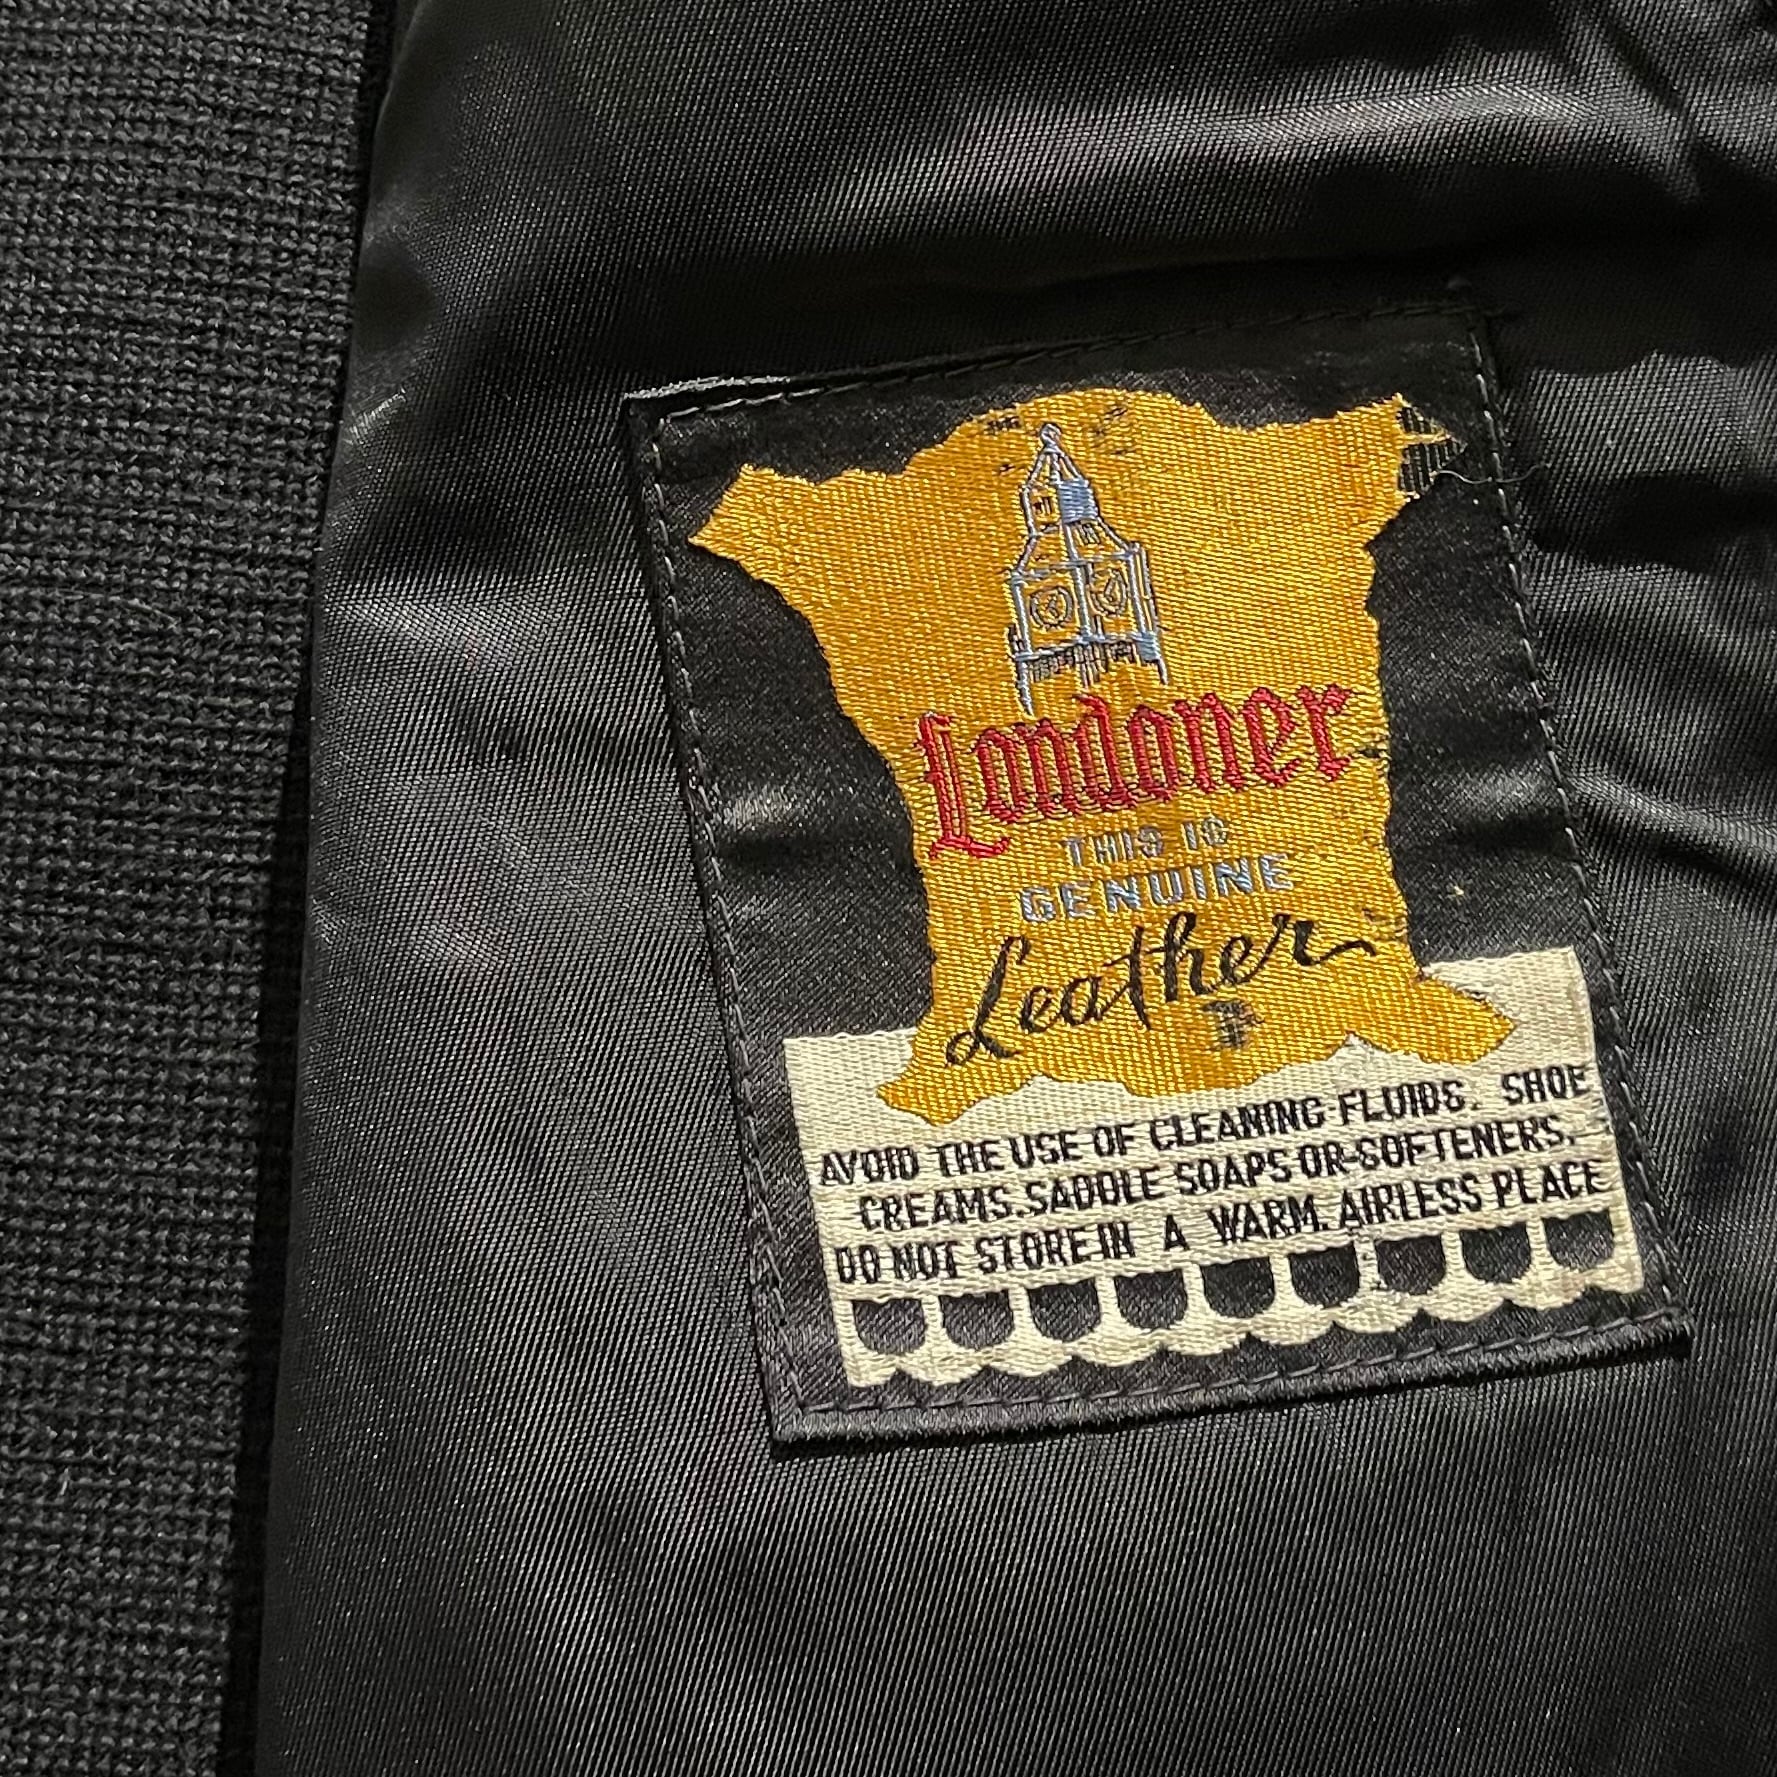 Londoner
THIS IS
GENUINE
Leather
AVOID THE USE OF CLEANING FLUIDS. SHOE
CREAMS. SADDLE SOAPS OR SOFTENERS.
DO NOT STORE IN A WARM. AIRLESS PLACE